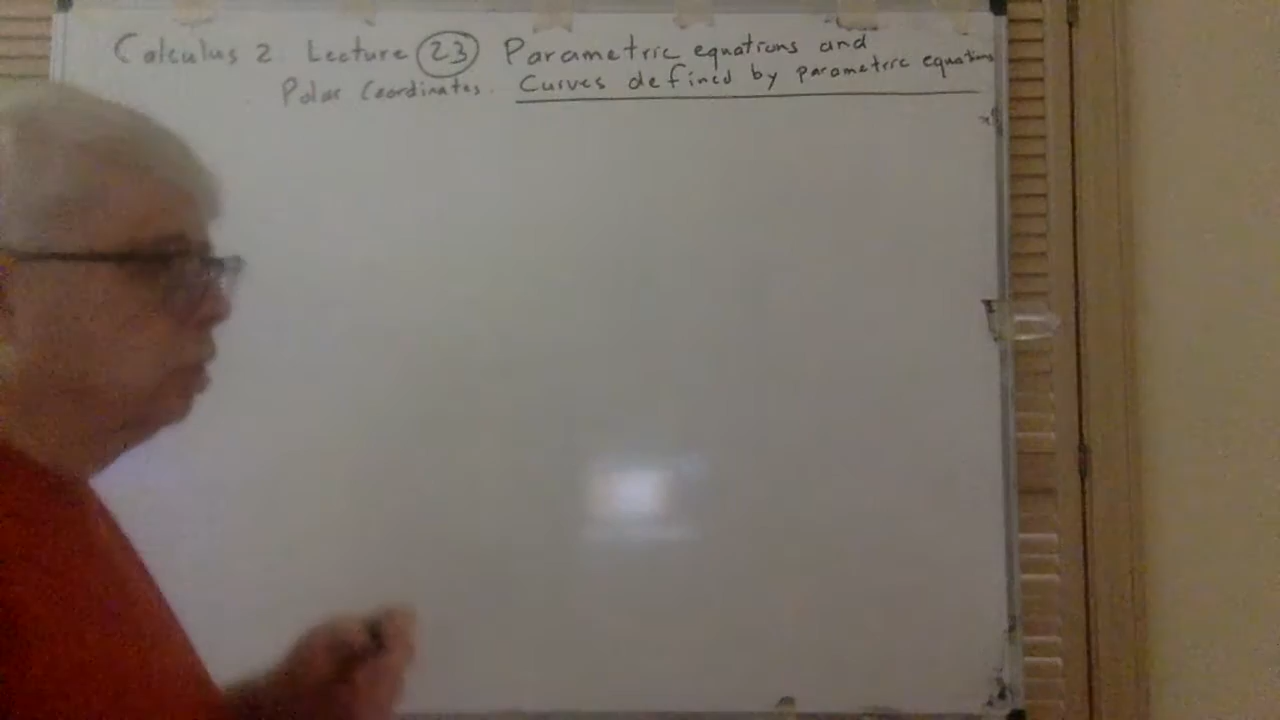 Calculus 2 Lecture 23 Parametric equations and
Polar Coordinates. Curves defined by parametric equations